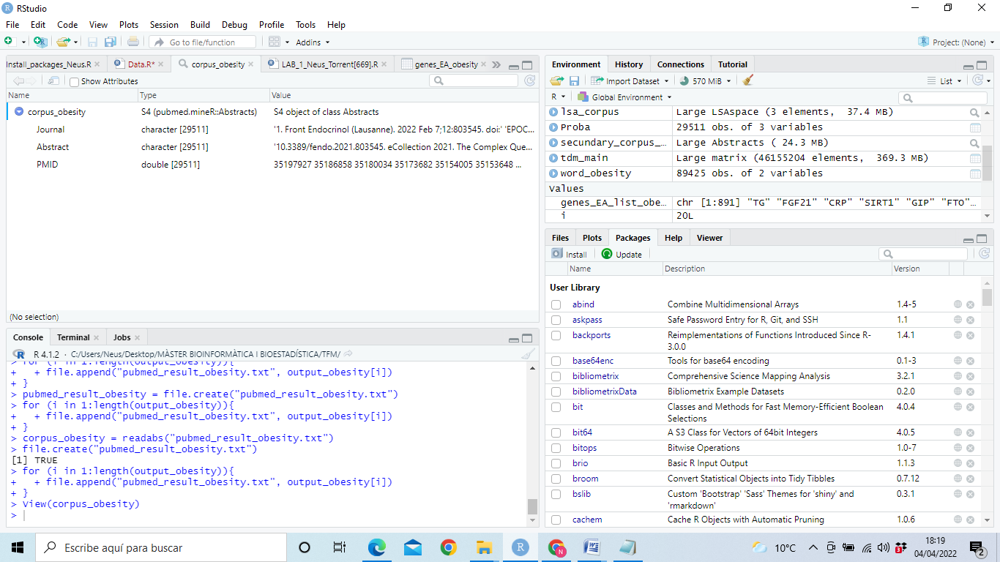 RStudio
File Edit Code View Plots Session Build Debug Profile Tools Help
Go to file/function Addins Project: (None)
Install_packages_Neus.R Data.R* corpus_obesity LAB_1_Neus_Torrent[669].R genes_EA_obesity
Show Attributes
Name Type Value
corpus_obesity S4 (pubmed.mineR::Abstracts) S4 object of class Abstracts
Journal character [29511] '1. Front Endocrinol (Lausanne). 2022 Feb 7;12:803545. doi:' 'EPOC...
Abstract character [29511] '10.3389/fendo.2021.803545. eCollection 2021. The Complex Que...
PMID double [29511] 35197927 35186858 35180034 35173682 35154005 35153648 ...
(No selection)
Console Terminal Jobs
R 4.1.2 · C:/Users/Neus/Desktop/MÀSTER BIOINFORMÀTICA I BIOESTADÍSTICA/TFM/
> for (i in 1:length(output_obesity)){
+   + file.append("pubmed_result_obesity.txt", output_obesity[i])
+ }
> pubmed_result_obesity = file.create("pubmed_result_obesity.txt")
> for (i in 1:length(output_obesity)){
+   + file.append("pubmed_result_obesity.txt", output_obesity[i])
+ }
> corpus_obesity = readabs("pubmed_result_obesity.txt")
> file.create("pubmed_result_obesity.txt")
[1] TRUE
> for (i in 1:length(output_obesity)){
+   + file.append("pubmed_result_obesity.txt", output_obesity[i])
+ }
> View(corpus_obesity)
>
Environment History Connections Tutorial
Import Dataset 570 MiB List
R Global Environment
lsa_corpus Large LSAspace (3 elements, 37.4 MB)
Proba 29511 obs. of 3 variables
secundary_corpus_... Large Abstracts ( 24.3 MB)
tdm_main Large matrix (46155204 elements, 369.3 MB)
word_obesity 89425 obs. of 2 variables
Values
genes_EA_list_obe... chr [1:891] "TG" "FGF21" "CRP" "SIRT1" "GIP" "FTO"...
i 20L
Files Plots Packages Help Viewer
Install Update
Name Description Version
User Library
abind Combine Multidimensional Arrays 1.4-5
askpass Safe Password Entry for R, Git, and SSH 1.1
backports Reimplementations of Functions Introduced Since R- 1.4.1
3.0.0
base64enc Tools for base64 encoding 0.1-3
bibliometrix Comprehensive Science Mapping Analysis 3.2.1
bibliometrixData Bibliometrix Example Datasets 0.2.0
bit Classes and Methods for Fast Memory-Efficient Boolean 4.0.4
Selections
bit64 A S3 Class for Vectors of 64bit Integers 4.0.5
bitops Bitwise Operations 1.0-7
brio Basic R Input Output 1.1.3
broom Convert Statistical Objects into Tidy Tibbles 0.7.12
bslib Custom 'Bootstrap' 'Sass' Themes for 'shiny' and 0.3.1
'rmarkdown'
cachem Cache R Objects with Automatic Pruning 1.0.6
Escribe aquí para buscar
10°C
18:19
04/04/2022
2